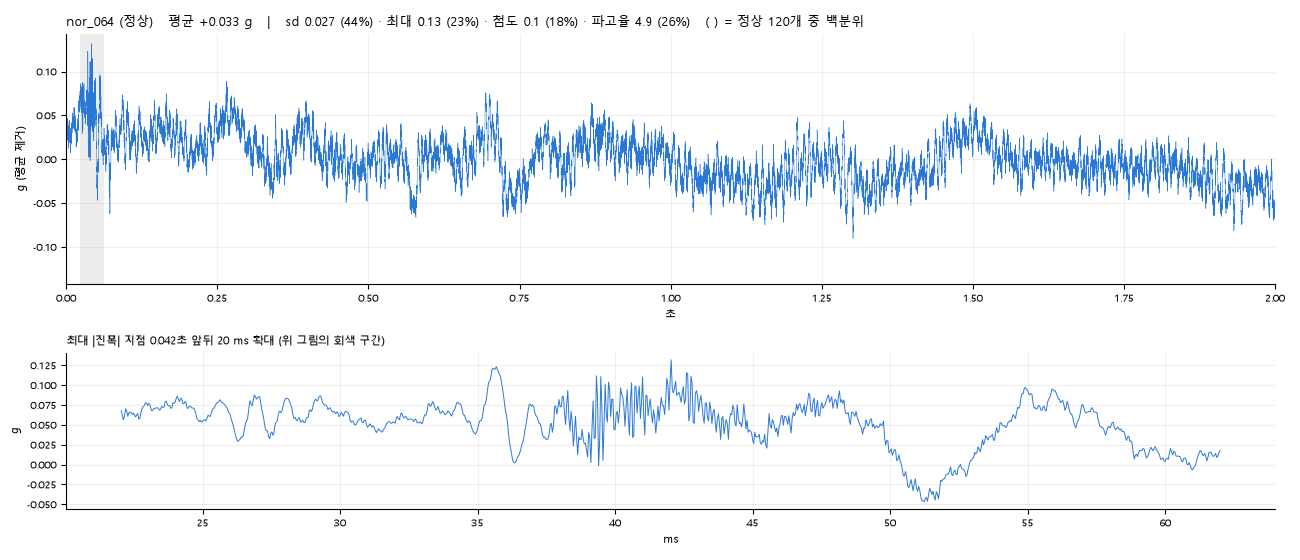 nor_064 (정상) 평균 +0.033 g | sd 0.027 (44%) · 최대 0.13 (23%) · 첨도 0.1 (18%) · 파고율 4.9 (26%) ( ) = 정상 120개 중 백분위
g (평균 제거)
0.10
0.05
0.00
-0.05
-0.10
0.00 0.25 0.50 0.75 1.00 1.25 1.50 1.75 2.00
초
최대 |진폭| 지점 0.042초 앞뒤 20 ms 확대 (위 그림의 회색 구간)
g
0.125
0.100
0.075
0.050
0.025
0.000
-0.025
-0.050
25 30 35 40 45 50 55 60
ms